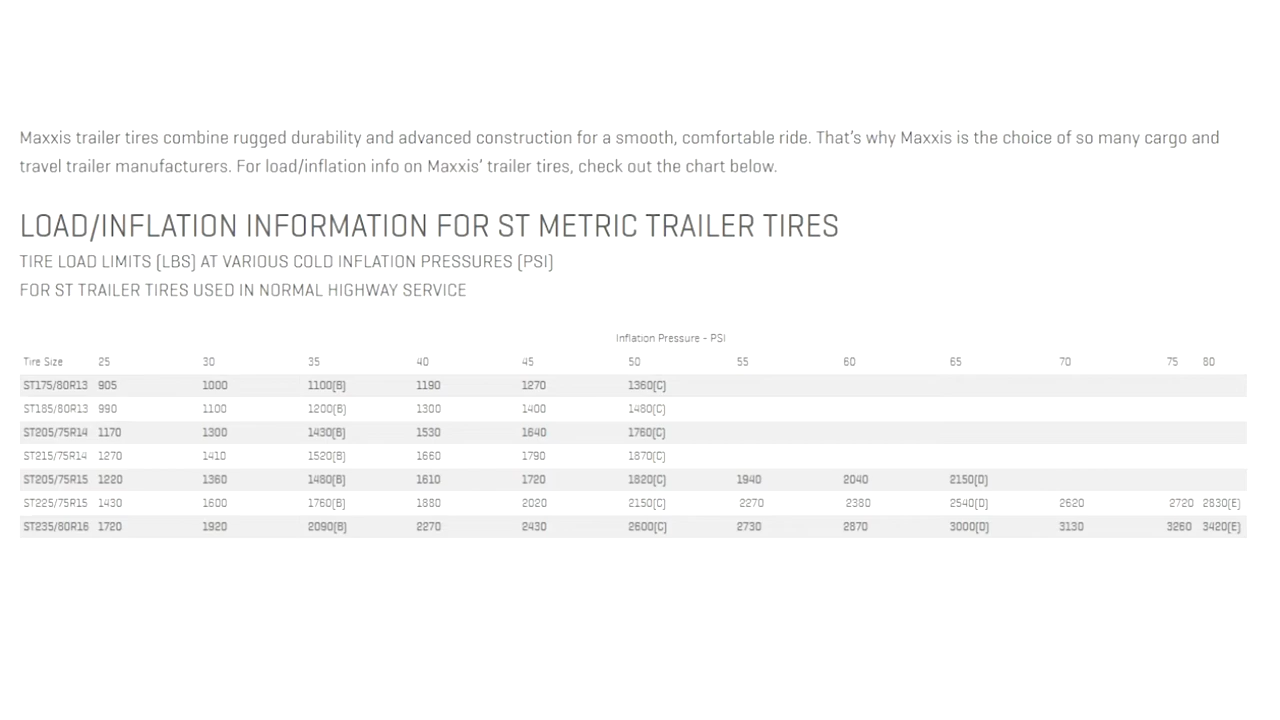 Maxxis trailer tires combine rugged durability and advanced construction for a smooth, comfortable ride. That's why Maxxis is the choice of so many cargo and
travel trailer manufacturers. For load/inflation info on Maxxis' trailer tires, check out the chart below.
LOAD/INFLATION INFORMATION FOR ST METRIC TRAILER TIRES
TIRE LOAD LIMITS (LBS) AT VARIOUS COLD INFLATION PRESSURES (PSI)
FOR ST TRAILER TIRES USED IN NORMAL HIGHWAY SERVICE
Inflation Pressure - PSI
Tire Size 25 30 35 40 45 50 55 60 65 70 75 80
ST175/80R13 905 1000 1100(B) 1190 1270 1360(C)
ST185/80R13 990 1100 1200(B) 1300 1400 1480(C)
ST205/75R14 1170 1300 1430(B) 1530 1640 1760(C)
ST215/75R14 1270 1410 1520(B) 1660 1790 1870(C)
ST205/75R15 1220 1360 1480(B) 1610 1720 1820(C) 1940 2040 2150(D)
ST225/75R15 1430 1600 1760(B) 1880 2020 2150(C) 2270 2380 2540(D) 2620 2720 2830(E)
ST235/80R16 1720 1920 2090(B) 2270 2430 2600(C) 2730 2870 3000(D) 3130 3260 3420(E)